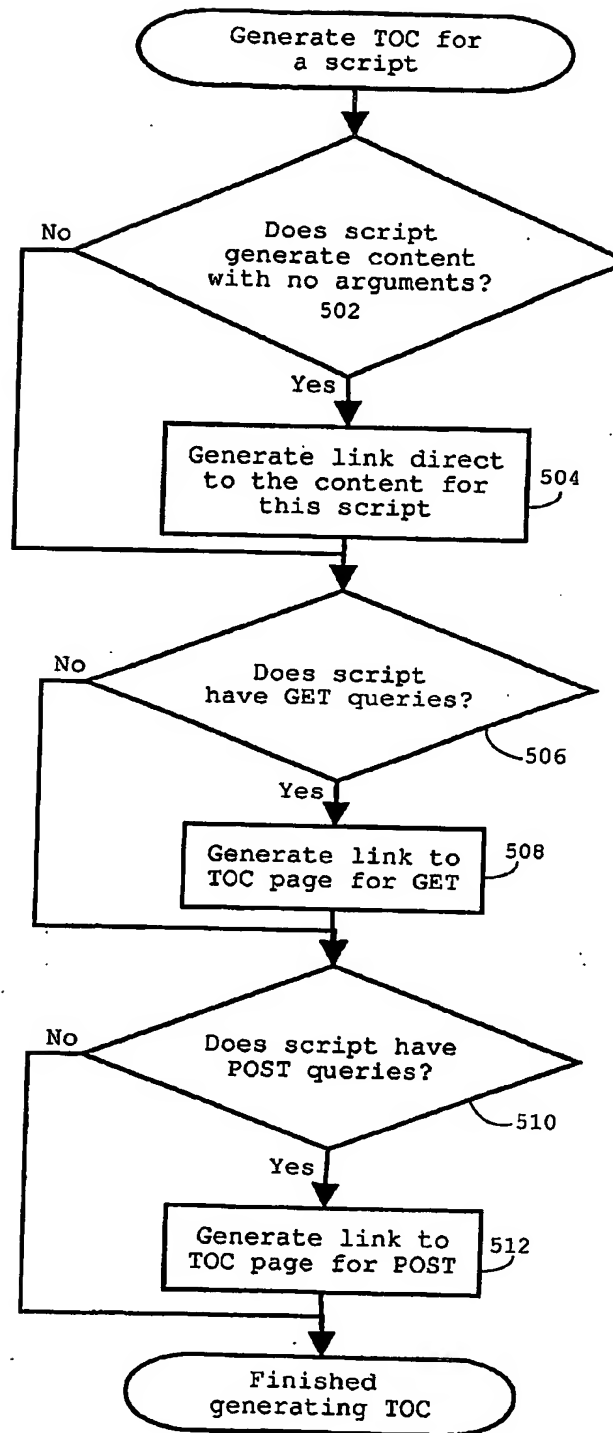 Generate TOC for
a script
No
Does script
generate content
with no arguments?
502
Yes
Generate link direct
to the content for
this script
504
No
Does script
have GET queries?
506
Yes
Generate link to
TOC page for GET
508
No
Does script have
POST queries?
510
Yes
Generate link to
TOC page for POST
512
Finished
generating TOC